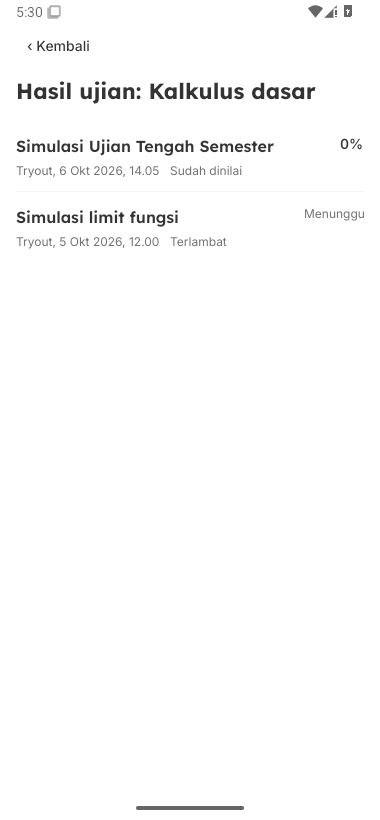 5:30
‹ Kembali
Hasil ujian: Kalkulus dasar
Simulasi Ujian Tengah Semester 0%
Tryout, 6 Okt 2026, 14.05 Sudah dinilai
Simulasi limit fungsi Menunggu
Tryout, 5 Okt 2026, 12.00 Terlambat